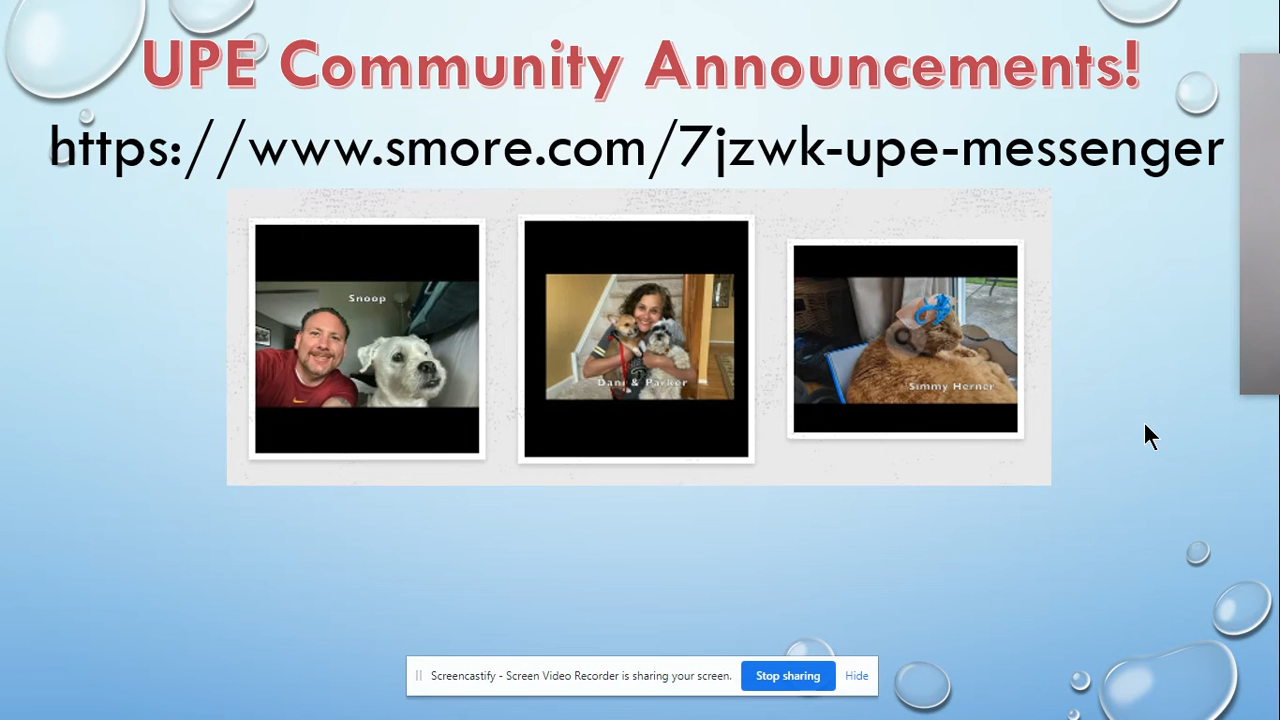 UPE Community Announcements!
https://www.smore.com/7jzwk-upe-messenger
Snoop
Dani & Parker
Simmy Herner
Screencastify - Screen Video Recorder is sharing your screen.
Stop sharing
Hide